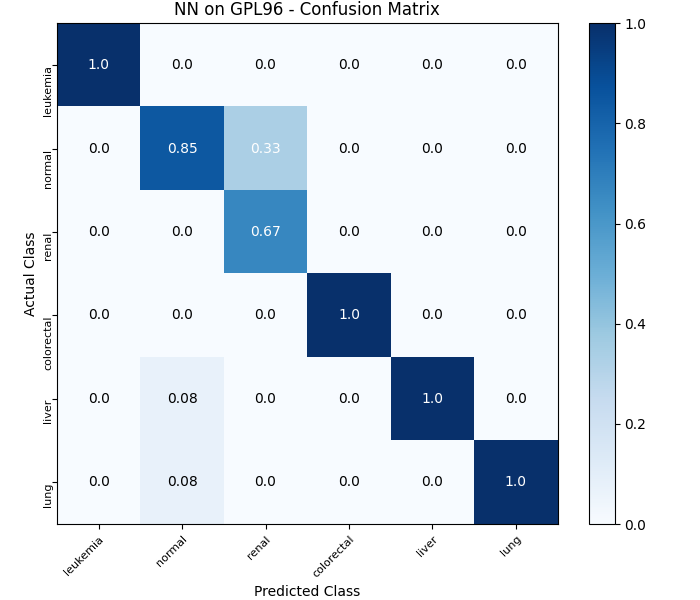 NN on GPL96 - Confusion Matrix
Actual Class
leukemia
1.0 0.0 0.0 0.0 0.0 0.0
normal
0.0 0.85 0.33 0.0 0.0 0.0
renal
0.0 0.0 0.67 0.0 0.0 0.0
colorectal
0.0 0.0 0.0 1.0 0.0 0.0
liver
0.0 0.08 0.0 0.0 1.0 0.0
lung
0.0 0.08 0.0 0.0 0.0 1.0
leukemia normal renal colorectal liver lung
Predicted Class
1.0
0.8
0.6
0.4
0.2
0.0